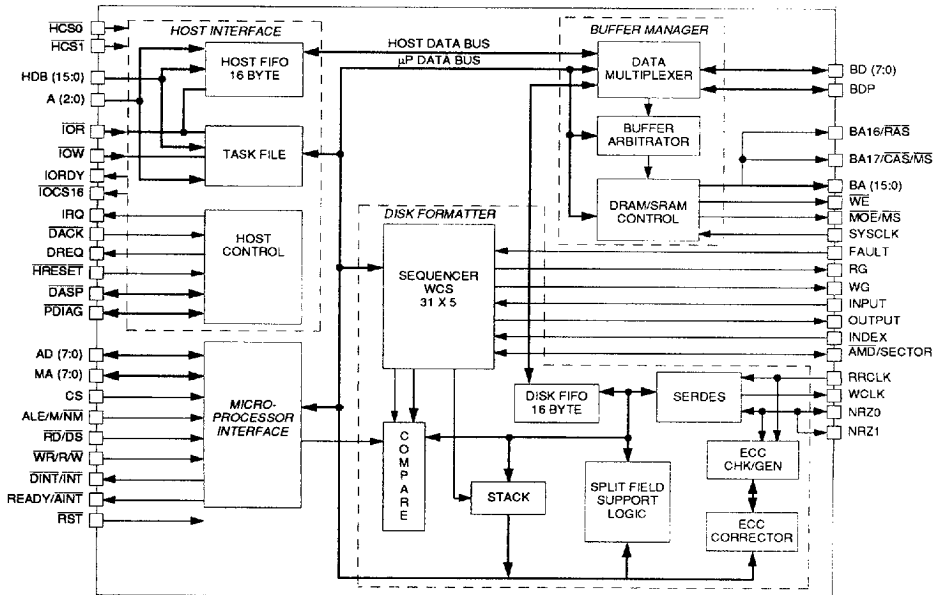 HCS0
HCS1
HDB (15:0)
A (2:0)
IOR
IOW
IORDY
IOCS16
IRQ
DACK
DREQ
HRESET
DASP
PDIAG
AD (7:0)
MA (7:0)
CS
ALE/M/NM
RD/DS
WR/R/W
DINT/INT
READY/AINT
RST
HOST INTERFACE
HOST FIFO
16 BYTE
TASK FILE
HOST
CONTROL
MICRO-
PROCESSOR
INTERFACE
HOST DATA BUS
µP DATA BUS
BUFFER MANAGER
DATA
MULTIPLEXER
BUFFER
ARBITRATOR
DRAM/SRAM
CONTROL
DISK FORMATTER
SEQUENCER
WCS
31 X 5
DISK FIFO
16 BYTE
SERDES
COMPARE
STACK
SPLIT FIELD
SUPPORT
LOGIC
ECC
CHK/GEN
ECC
CORRECTOR
BD (7:0)
BDP
BA16/RAS
BA17/CAS/MS
BA (15:0)
WE
MOE/MS
SYSCLK
FAULT
RG
WG
INPUT
OUTPUT
INDEX
AMD/SECTOR
RRCLK
WCLK
NRZ0
NRZ1